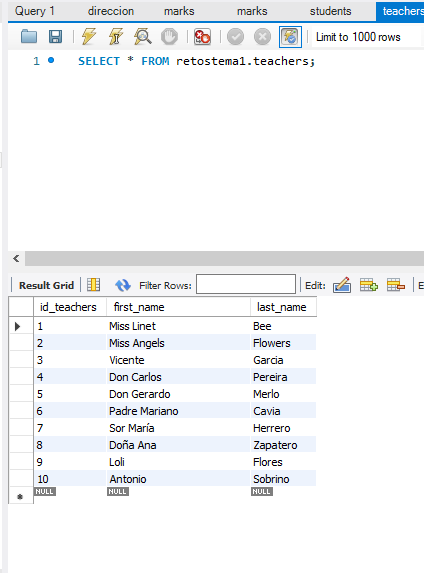 Query 1 direccion marks marks students teachers
Limit to 1000 rows
1 SELECT * FROM retostema1.teachers;
Result Grid Filter Rows: Edit:
id_teachers first_name last_name
1 Miss Linet Bee
2 Miss Angels Flowers
3 Vicente Garcia
4 Don Carlos Pereira
5 Don Gerardo Merlo
6 Padre Mariano Cavia
7 Sor María Herrero
8 Doña Ana Zapatero
9 Loli Flores
10 Antonio Sobrino
NULL NULL NULL